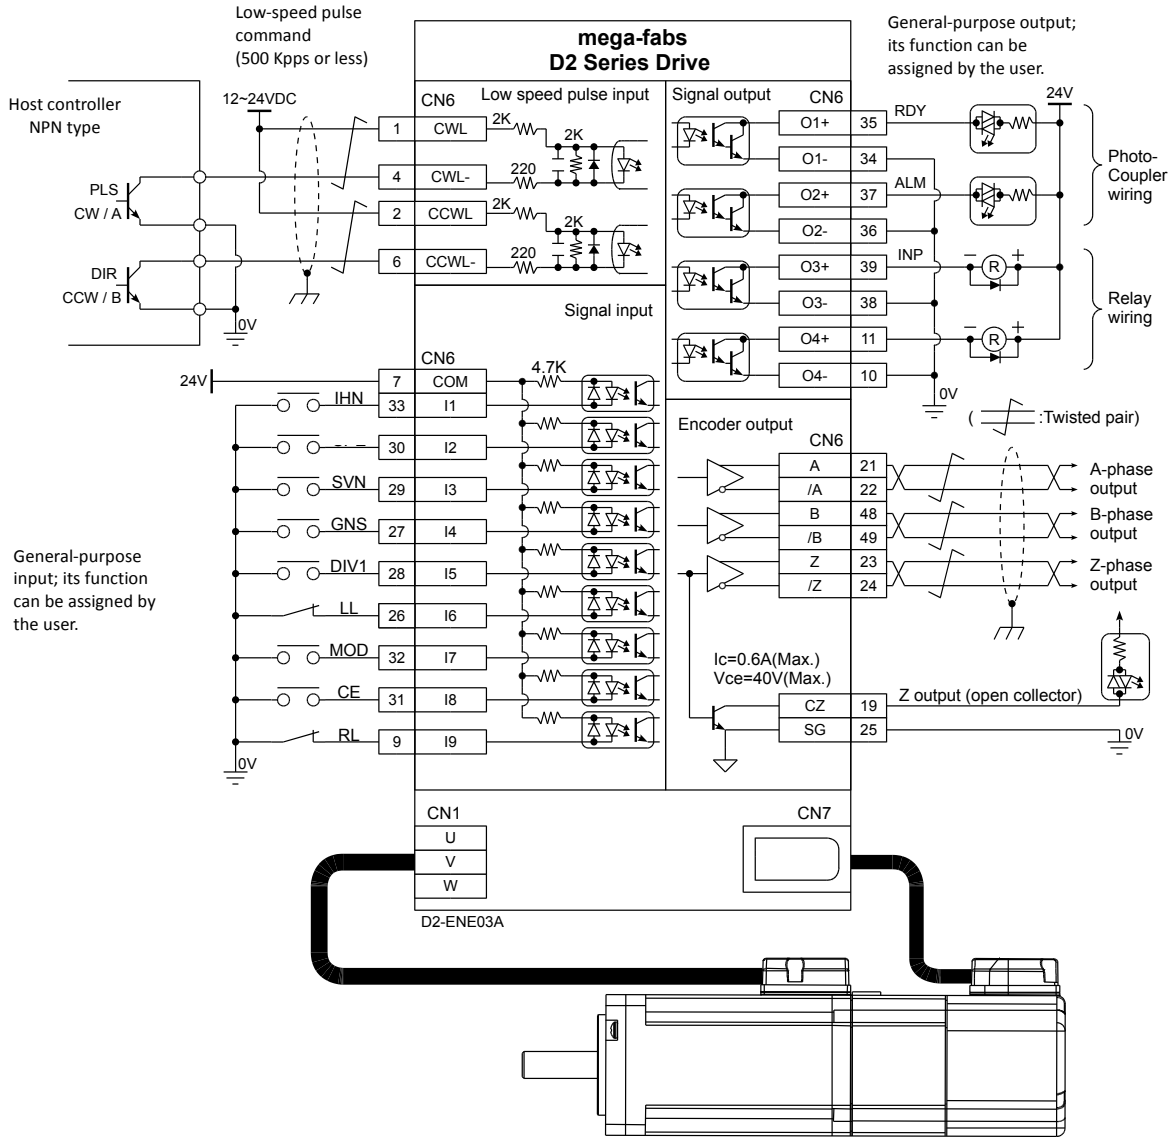 Low-speed pulse
command
(500 Kpps or less)
mega-fabs
D2 Series Drive
General-purpose output;
its function can be
assigned by the user.
Host controller
NPN type
12~24VDC
CN6
Low speed pulse input
Signal output
CN6
24V
1 CWL 2K
2K
4 CWL- 220
2 CCWL 2K
2K
6 CCWL- 220
PLS
CW / A
DIR
CCW / B
0V
O1+ 35 RDY
O1- 34
O2+ 37 ALM
O2- 36
O3+ 39 INP
O3- 38
O4+ 11
O4- 10
R
R
Photo-
Coupler
wiring
Relay
wiring
0V
Signal input
CN6
24V 7 COM 4.7K
IHN 33 I1
30 I2
SVN 29 I3
GNS 27 I4
DIV1 28 I5
LL 26 I6
MOD 32 I7
CE 31 I8
RL 9 I9
0V
General-purpose
input; its function
can be assigned by
the user.
( :Twisted pair)
Encoder output
CN6
A 21
/A 22
B 48
/B 49
Z 23
/Z 24
A-phase
output
B-phase
output
Z-phase
output
Ic=0.6A(Max.)
Vce=40V(Max.)
CZ 19 Z output (open collector)
SG 25
0V
CN1
U
V
W
CN7
D2-ENE03A